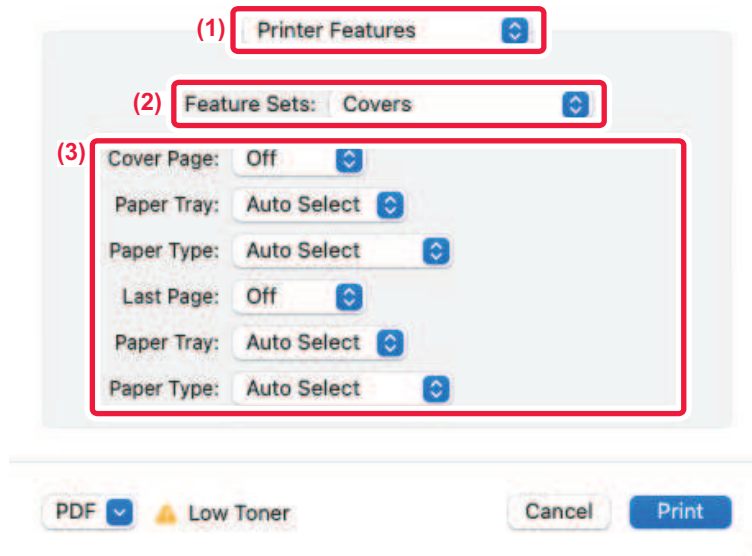 (1) Printer Features
(2) Feature Sets: Covers
(3)
Cover Page: Off
Paper Tray: Auto Select
Paper Type: Auto Select
Last Page: Off
Paper Tray: Auto Select
Paper Type: Auto Select
PDF Low Toner Cancel Print